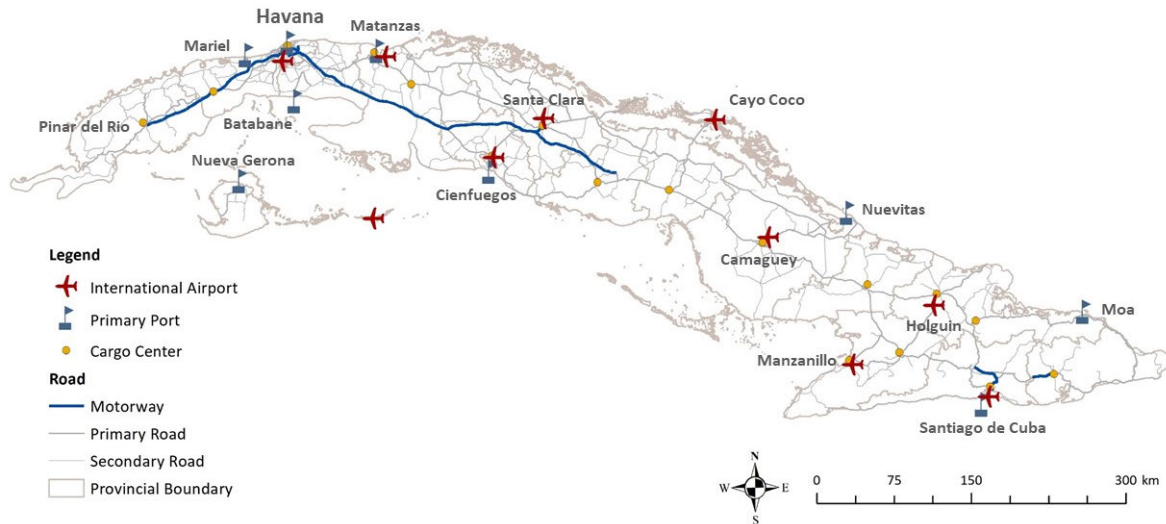 Havana
Matanzas
Mariel
Santa Clara
Cayo Coco
Pinar del Rio
Batabane
Nueva Gerona
Cienfuegos
Nuevitas
Camaguey
Legend
International Airport
Primary Port
Cargo Center
Moa
Holguin
Manzanillo
Road
Motorway
Primary Road
Secondary Road
Provincial Boundary
Santiago de Cuba
N
W E
S
0 75 150 300 km